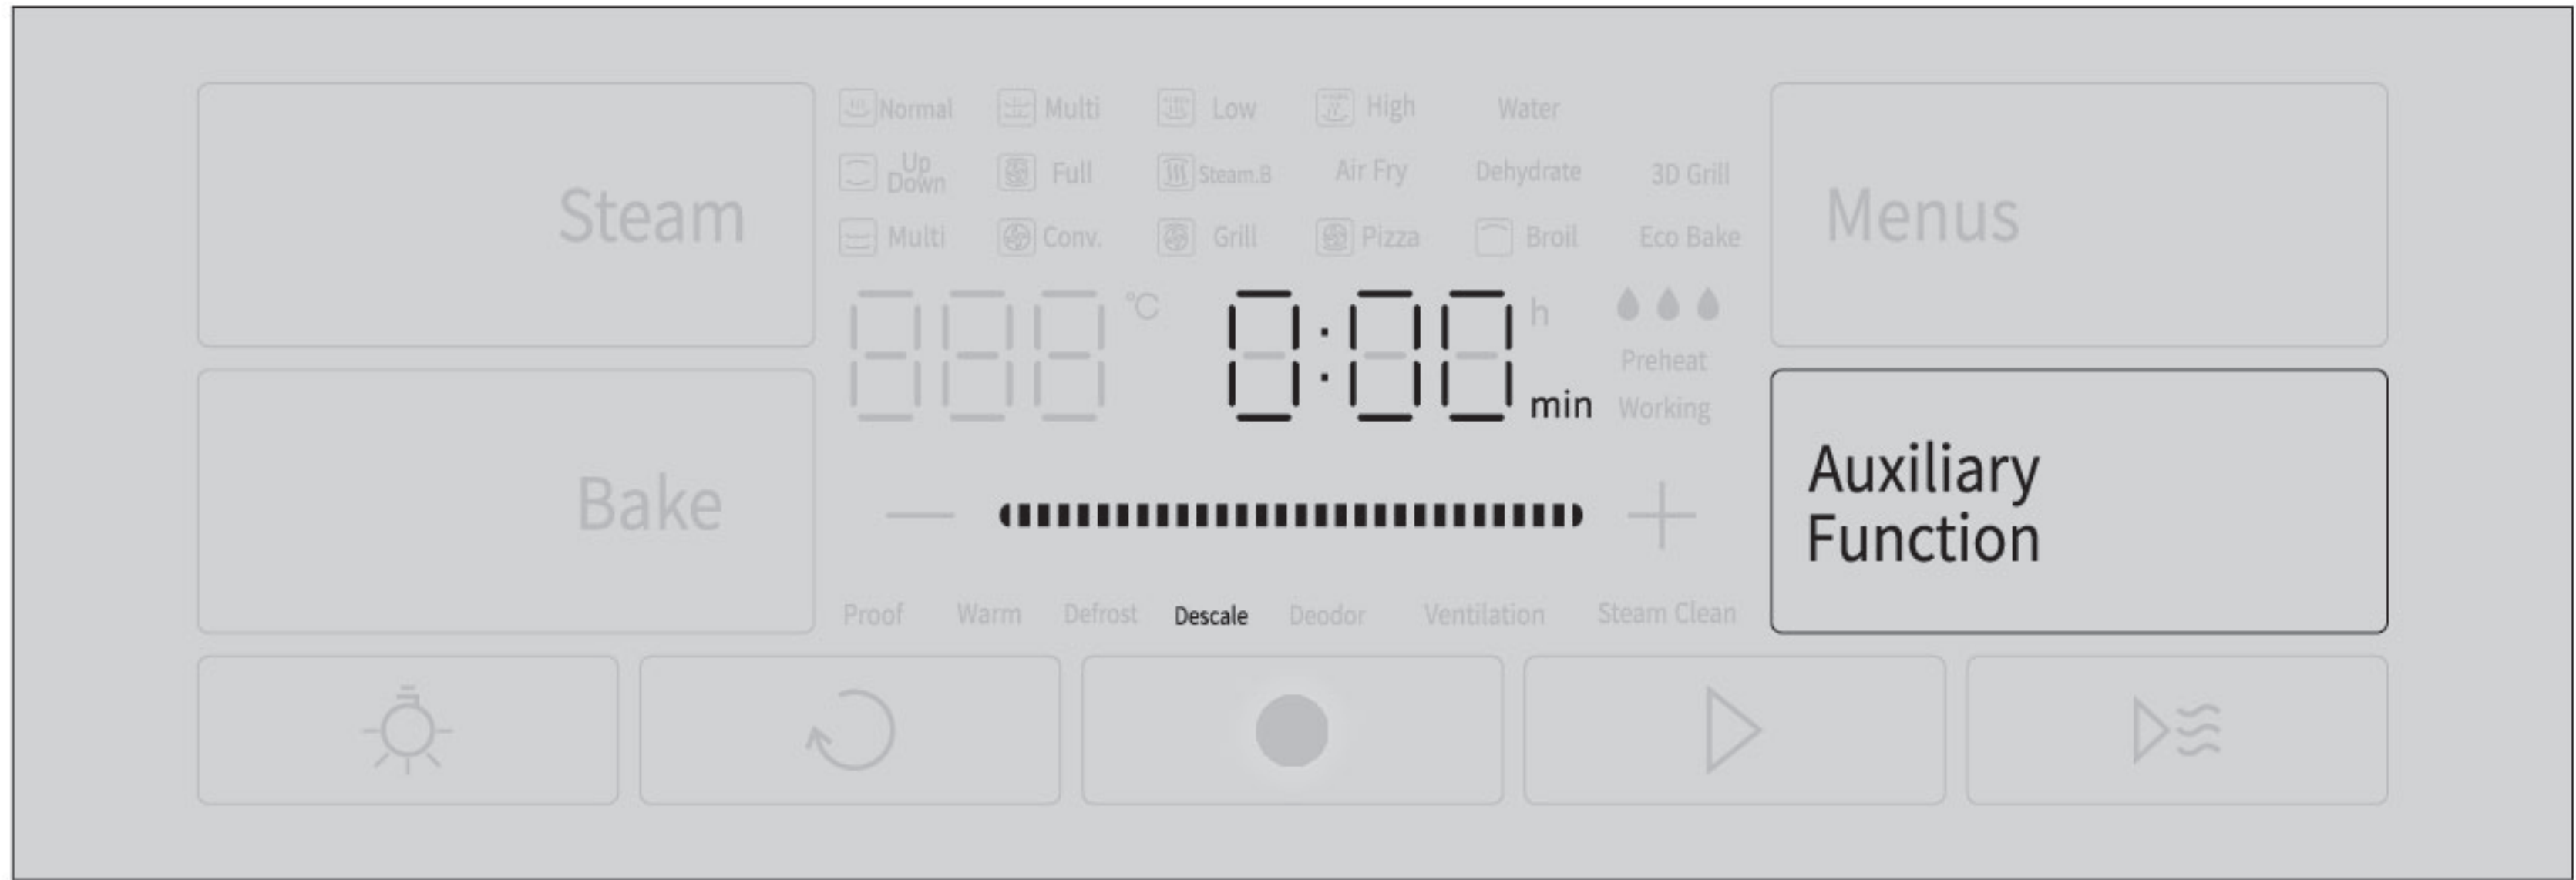 Normal Multi Low High Water
Up Down Full Steam.B Air Fry Dehydrate 3D Grill
Multi Conv. Grill Pizza Broil Eco Bake
Steam
Menus
°C 0:00 h
min
Preheat
Working
Bake
Auxiliary
Function
Proof Warm Defrost Descale Deodor Ventilation Steam Clean